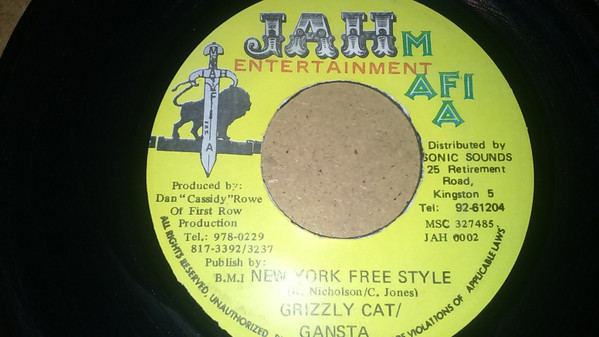 JAH
ENTERTAINMENT
M
AFI
A
Produced by:
Dan "Cassidy" Rowe
Of First Row
Production
Tel.: 978-0229
817-3392/3237
Publish by:
B.M.I
Distributed by
SONIC SOUNDS
25 Retirement
Road,
Kingston 5
Tel: 92-61204
MSC 327485
JAH 0002
NEW YORK FREE STYLE
Nicholson/C. Jones)
GRIZZLY CAT/
GANSTA
ALL RIGHTS RESERVED, UNAUTHORIZED
VIOLATIONS OF APPLICABLE LAWS